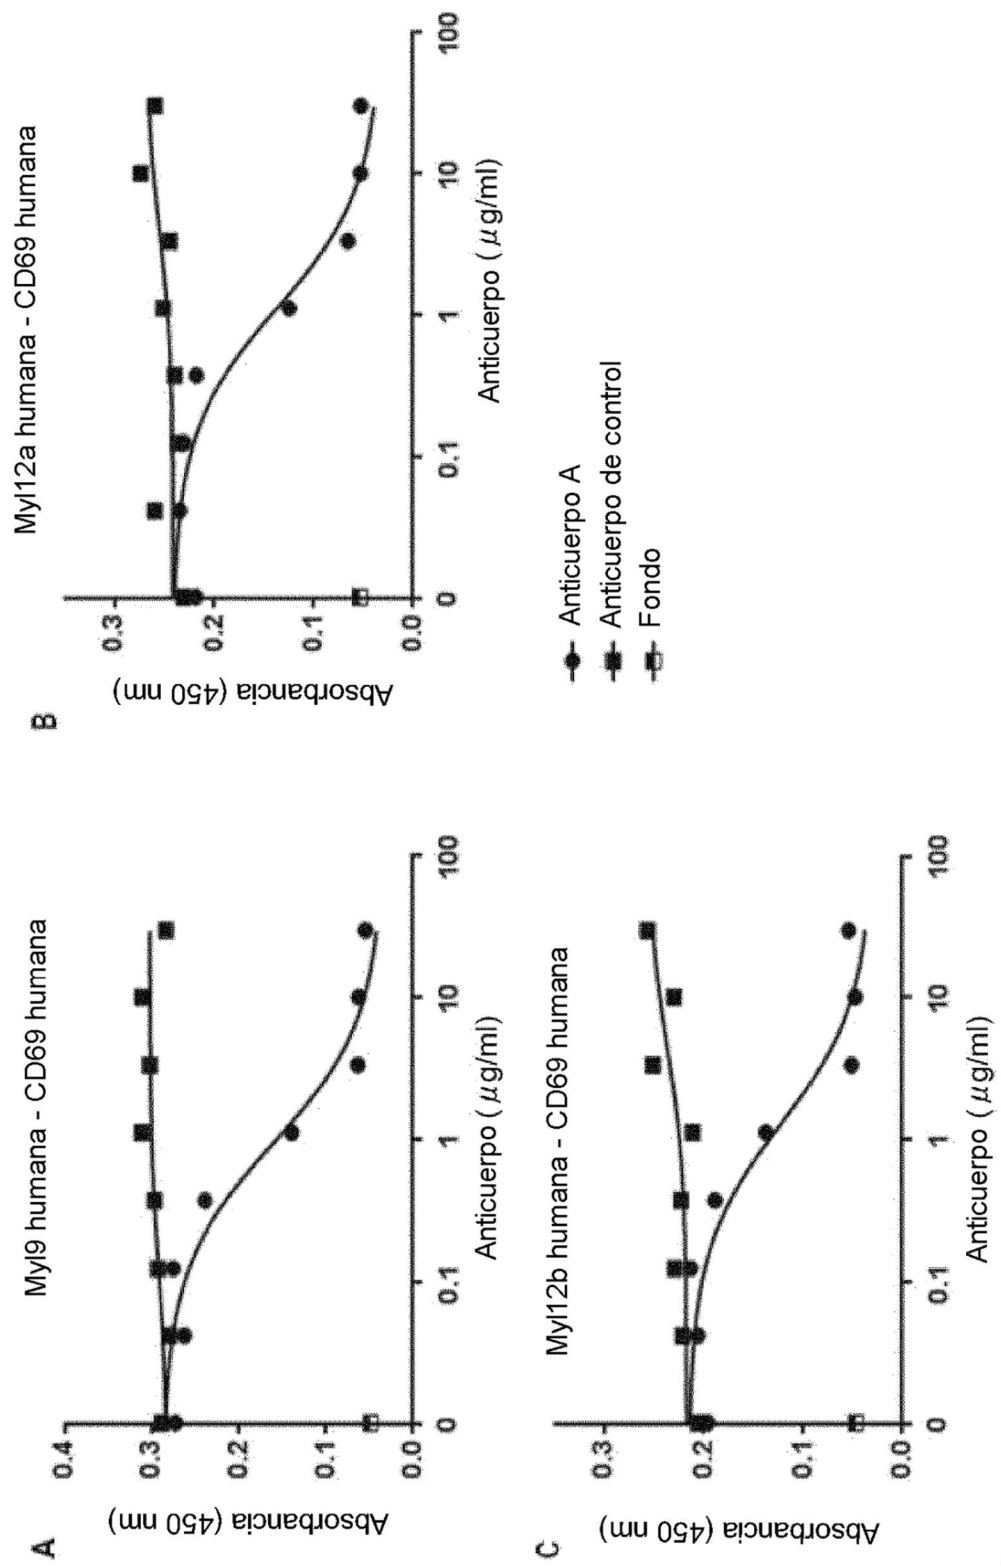 A
Myl9 humana - CD69 humana
Absorbancia (450 nm)
0.4
0.3
0.2
0.1
0.0
0
0.1
1
10
100
Anticuerpo ( μg/ml)
B
Myl12a humana - CD69 humana
Absorbancia (450 nm)
0.3
0.2
0.1
0.0
0
0.1
1
10
100
Anticuerpo ( μg/ml)
C
Myl12b humana - CD69 humana
Absorbancia (450 nm)
0.3
0.2
0.1
0.0
0
0.1
1
10
100
Anticuerpo ( μg/ml)
Anticuerpo A
Anticuerpo de control
Fondo